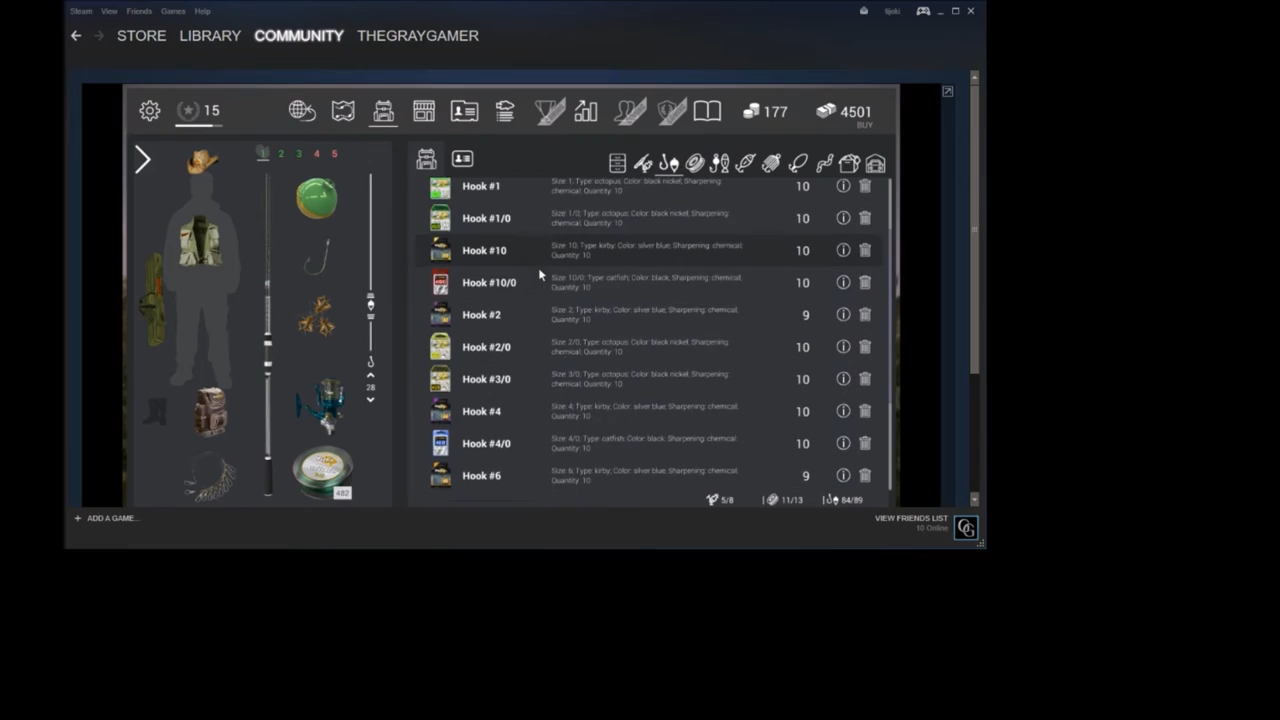 Steam View Friends Games Help
tijoki
STORE LIBRARY COMMUNITY THEGRAYGAMER
15
177
4501
BUY
1 2 3 4 5
Hook #1 Size: 1; Type: octopus; Color: black nickel; Sharpening: chemical; Quantity: 10 10
Hook #1/0 Size: 1/0; Type: octopus; Color: black nickel; Sharpening: chemical; Quantity: 10 10
Hook #10 Size: 10; Type: kirby; Color: silver blue; Sharpening: chemical; Quantity: 10 10
Hook #10/0 Size: 10/0; Type: catfish; Color: black; Sharpening: chemical; Quantity: 10 10
Hook #2 Size: 2; Type: kirby; Color: silver blue; Sharpening: chemical; Quantity: 10 9
Hook #2/0 Size: 2/0; Type: octopus; Color: black nickel; Sharpening: chemical; Quantity: 10 10
Hook #3/0 Size: 3/0; Type: octopus; Color: black nickel; Sharpening: chemical; Quantity: 10 10
Hook #4 Size: 4; Type: kirby; Color: silver blue; Sharpening: chemical; Quantity: 10 10
Hook #4/0 Size: 4/0; Type: catfish; Color: black; Sharpening: chemical; Quantity: 10 10
Hook #6 Size: 6; Type: kirby; Color: silver blue; Sharpening: chemical; Quantity: 10 9
28
482
5/8 11/13 84/89
+ ADD A GAME...
VIEW FRIENDS LIST
10 Online